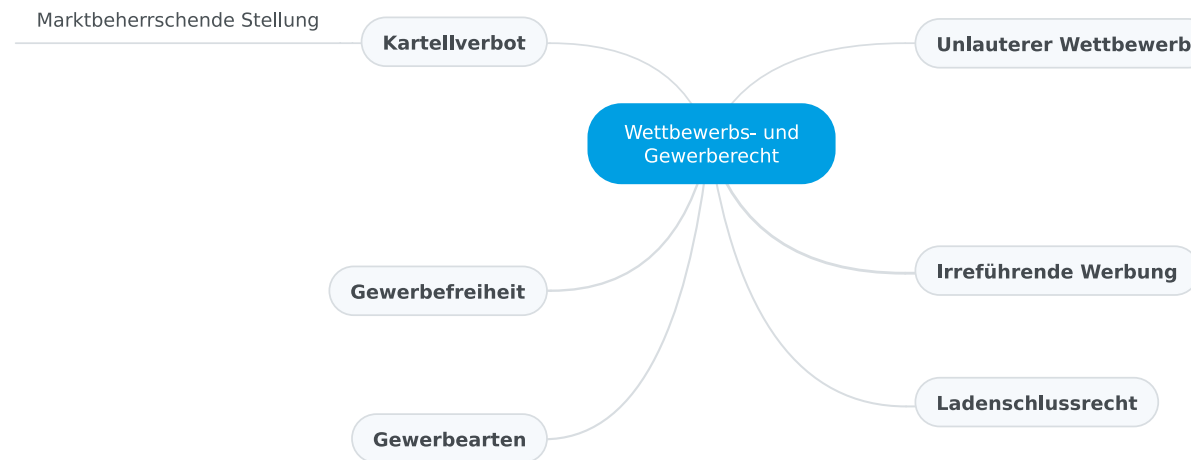 Marktbeherrschende Stellung
Kartellverbot
Unlauterer Wettbewerb
Wettbewerbs- und
Gewerberecht
Gewerbefreiheit
Irreführende Werbung
Ladenschlussrecht
Gewerbearten